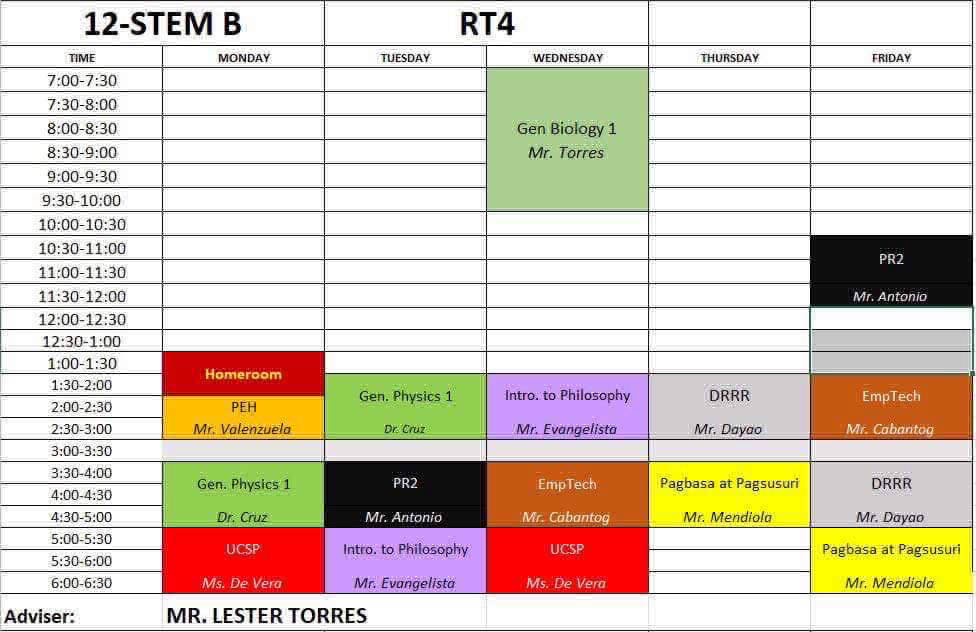 12-STEM B RT4
TIME MONDAY TUESDAY WEDNESDAY THURSDAY FRIDAY
7:00-7:30
7:30-8:00
8:00-8:30 Gen Biology 1
8:30-9:00 Mr. Torres
9:00-9:30
9:30-10:00
10:00-10:30
10:30-11:00 PR2
11:00-11:30
11:30-12:00 Mr. Antonio
12:00-12:30
12:30-1:00
1:00-1:30 Homeroom
1:30-2:00 Gen. Physics 1 Intro. to Philosophy DRRR EmpTech
2:00-2:30 PEH
2:30-3:00 Mr. Valenzuela Dr. Cruz Mr. Evangelista Mr. Dayao Mr. Cabantog
3:00-3:30
3:30-4:00 Gen. Physics 1 PR2 EmpTech Pagbasa at Pagsusuri DRRR
4:00-4:30
4:30-5:00 Dr. Cruz Mr. Antonio Mr. Cabantog Mr. Mendiola Mr. Dayao
5:00-5:30 UCSP Intro. to Philosophy UCSP Pagbasa at Pagsusuri
5:30-6:00
6:00-6:30 Ms. De Vera Mr. Evangelista Ms. De Vera Mr. Mendiola
Adviser: MR. LESTER TORRES